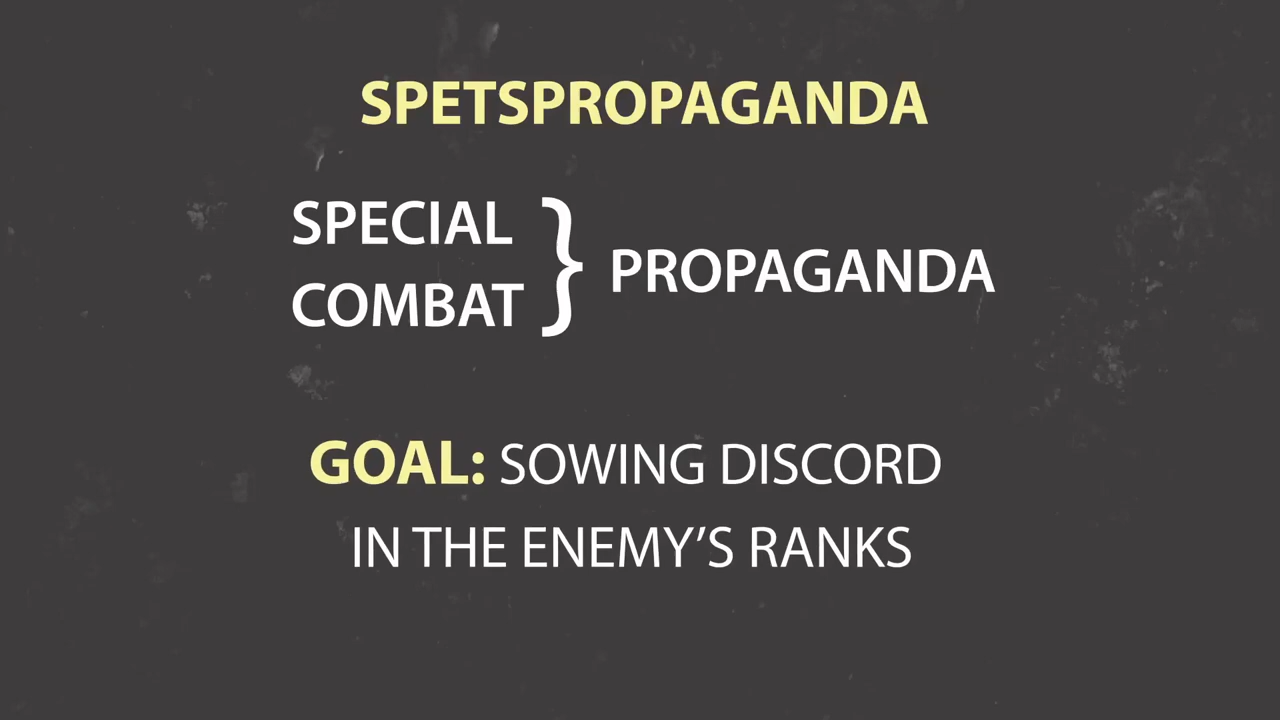 SPETSPROPAGANDA
SPECIAL
COMBAT
} PROPAGANDA
GOAL: SOWING DISCORD
IN THE ENEMY’S RANKS